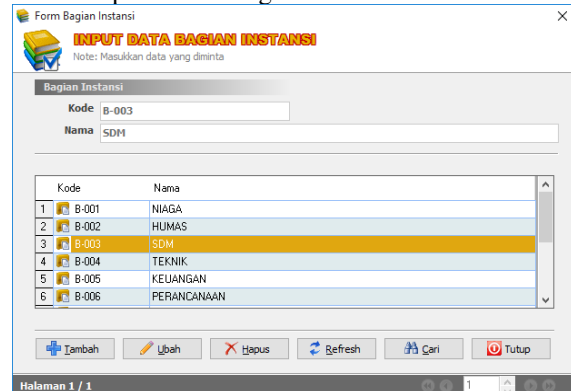 Form Bagian Instansi
INPUT DATA BAGIAN INSTANSI
Note: Masukkan data yang diminta
Bagian Instansi
Kode B-003
Nama SDM
Kode Nama
1 B-001 NIAGA
2 B-002 HUMAS
3 B-003 SDM
4 B-004 TEKNIK
5 B-005 KEUANGAN
6 B-006 PERANCANAAN
Tambah Ubah Hapus Refresh Cari Tutup
Halaman 1 / 1 1